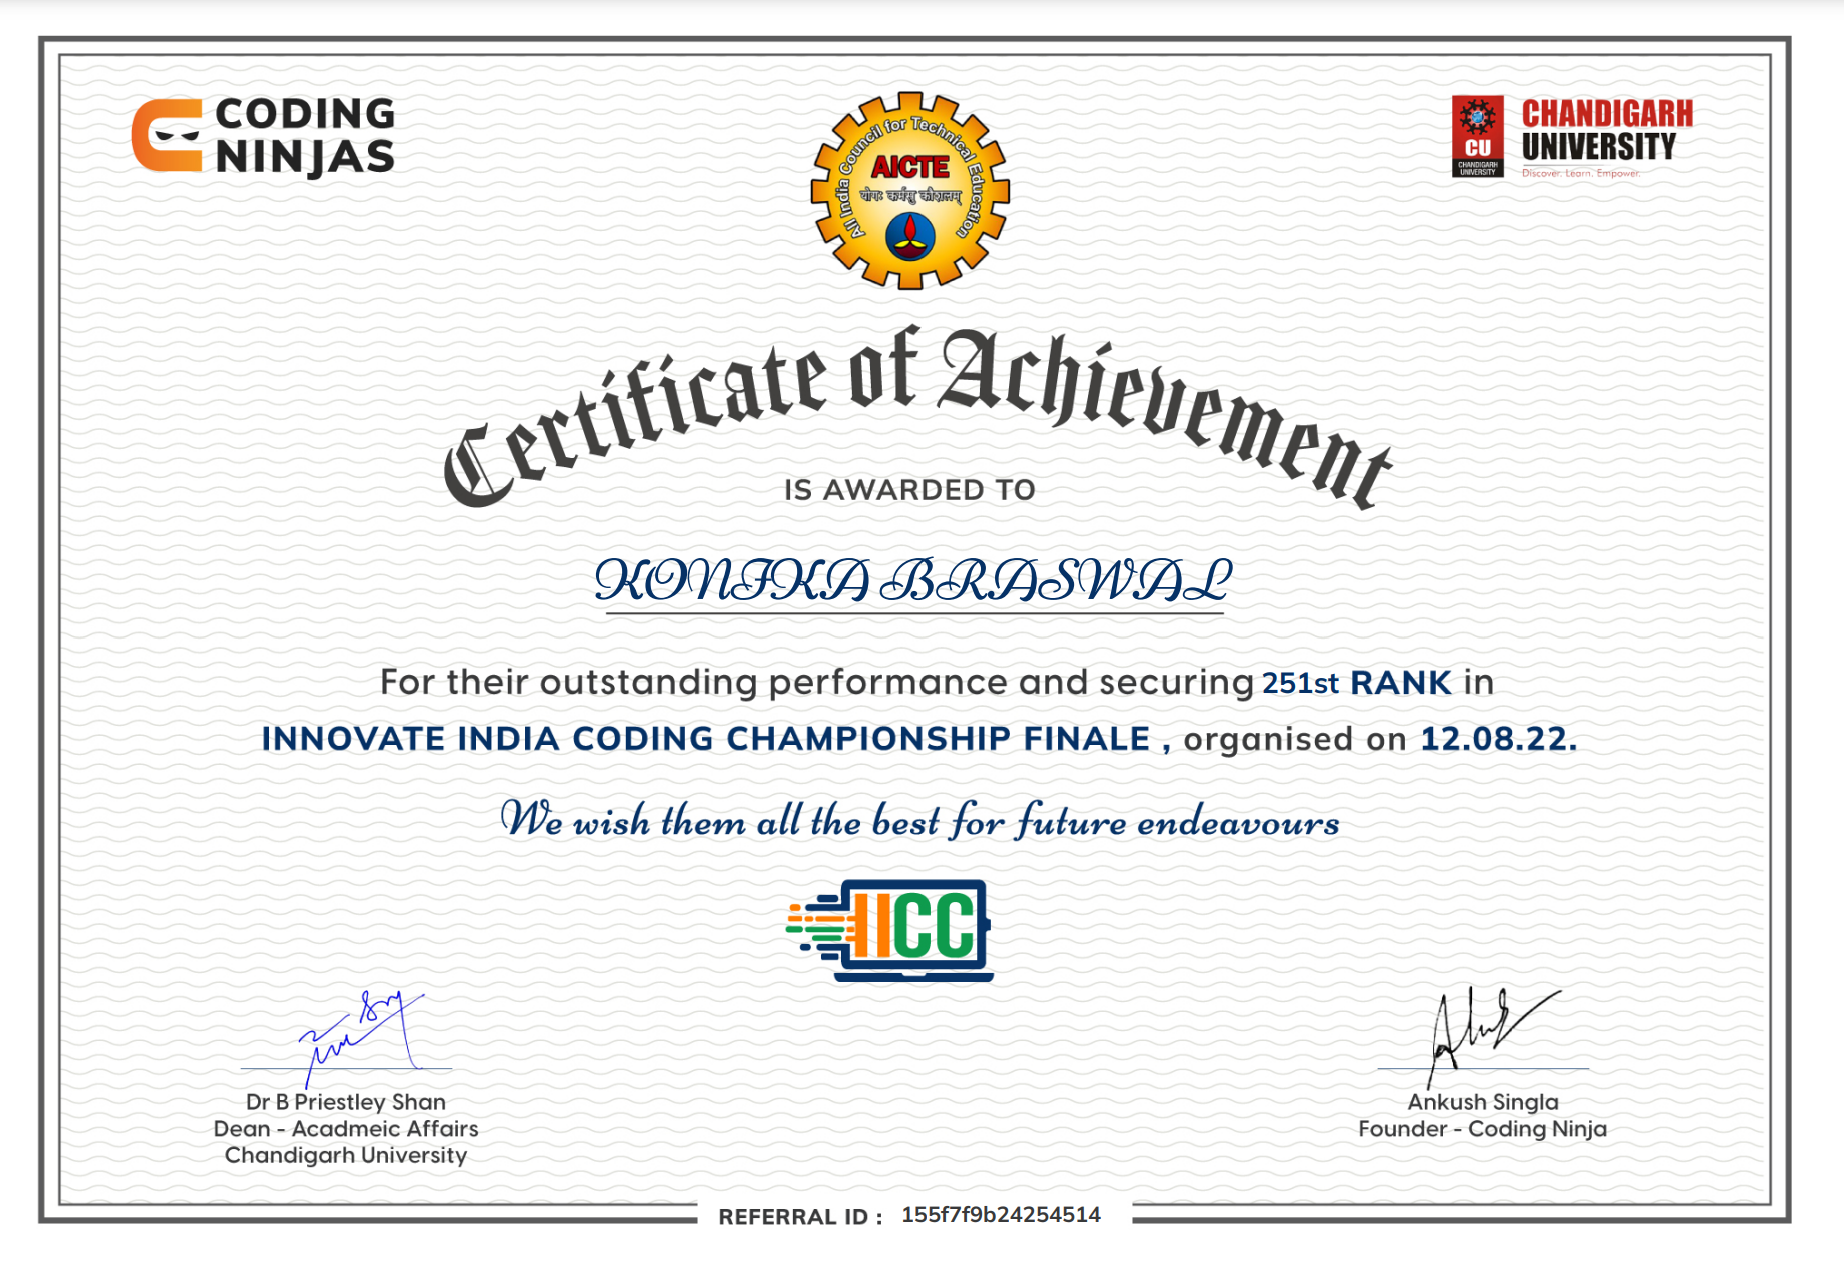 CODING
NINJAS
All India Council for Technical Education
AICTE
योगः कर्मसु कौशलम्
CU
CHANDIGARH
UNIVERSITY
CHANDIGARH
UNIVERSITY
Discover. Learn. Empower.
Certificate of Achievement
IS AWARDED TO
KONIKA BRASWAL
For their outstanding performance and securing 251st RANK in
INNOVATE INDIA CODING CHAMPIONSHIP FINALE , organised on 12.08.22.
We wish them all the best for future endeavours
IICC
Dr B Priestley Shan
Dean - Acadmeic Affairs
Chandigarh University
Ankush Singla
Founder - Coding Ninja
REFERRAL ID : 155f7f9b24254514